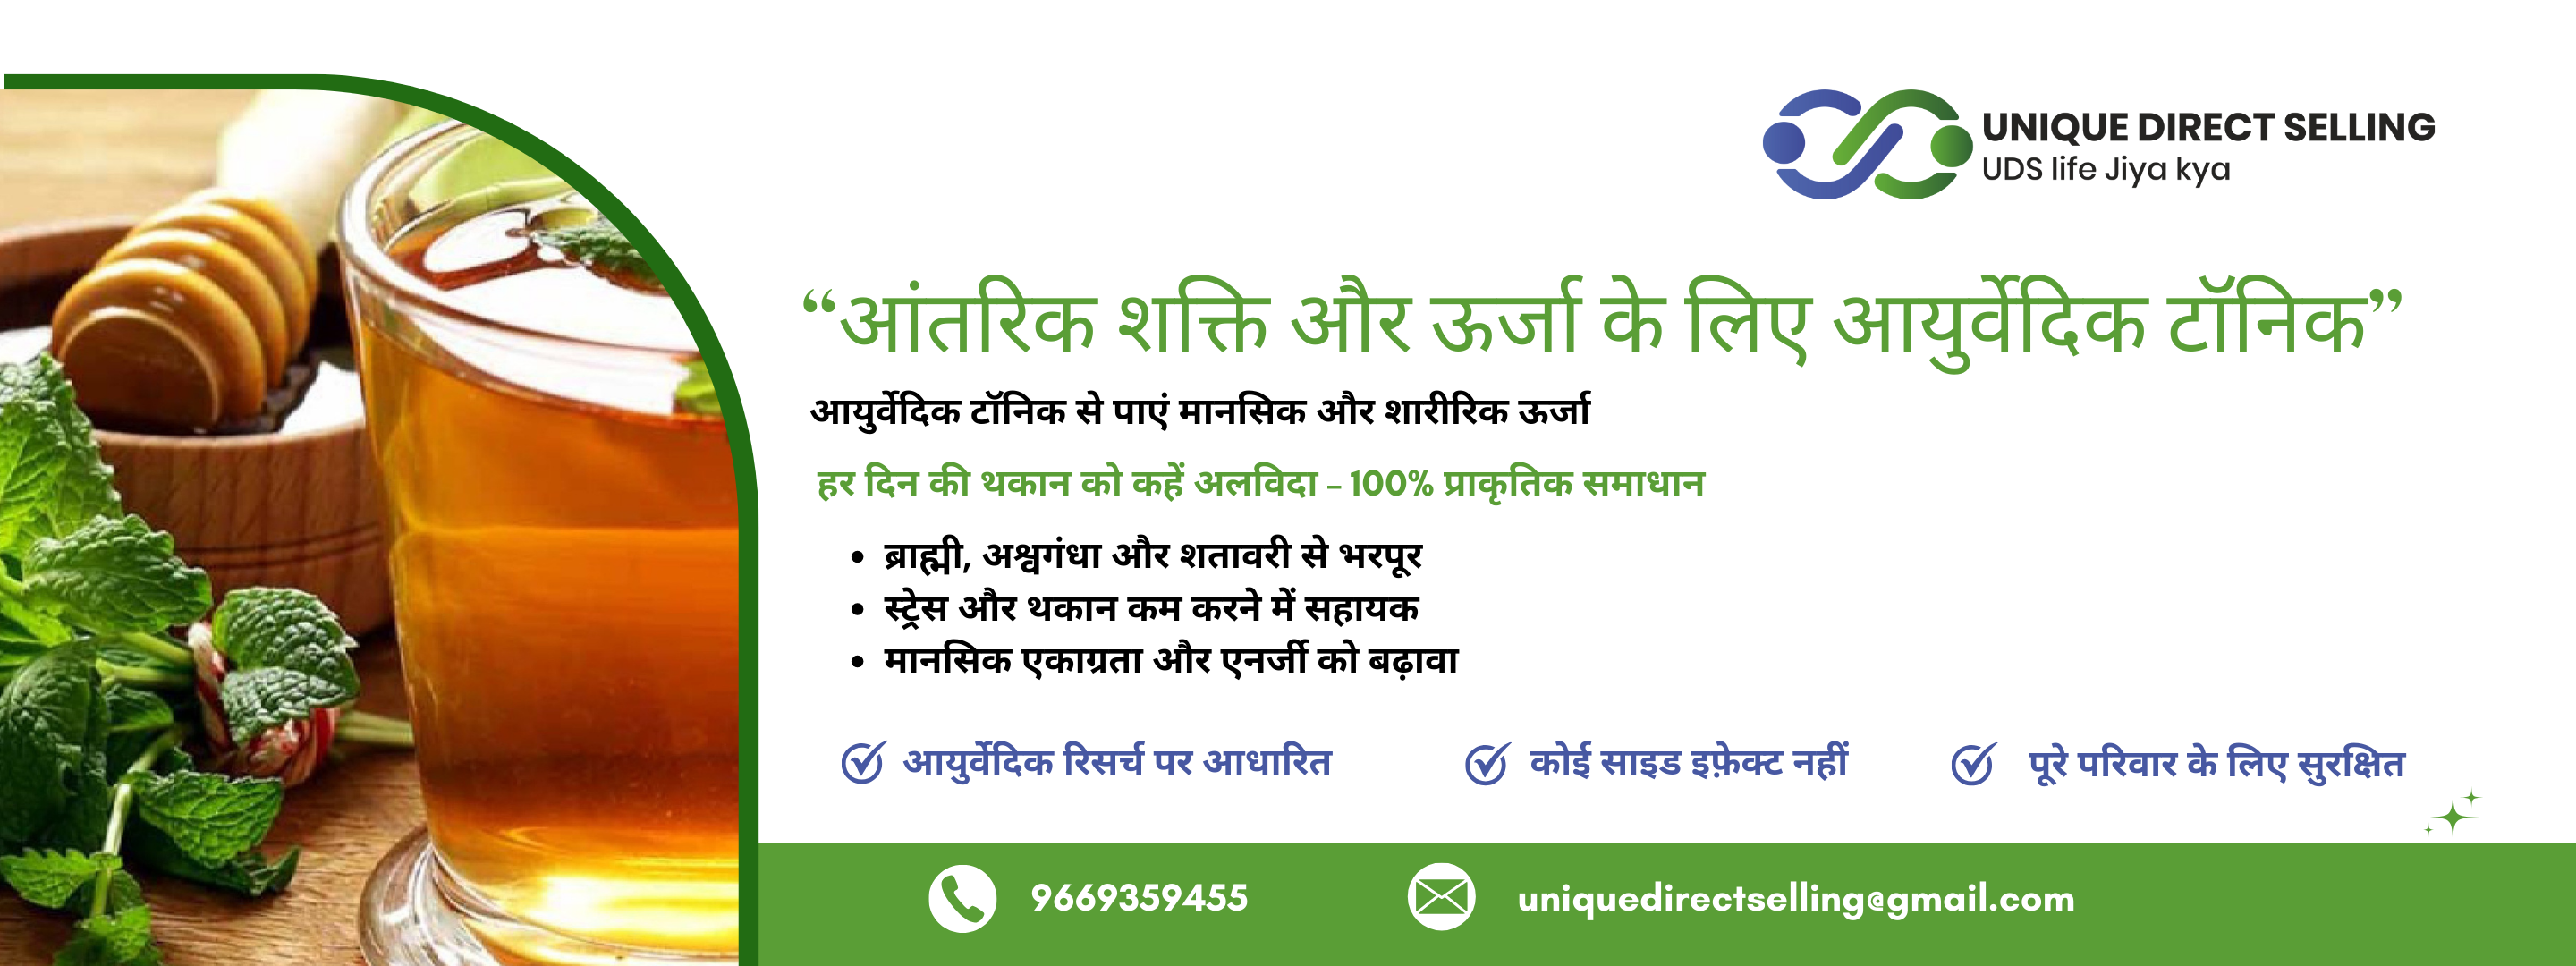 UNIQUE DIRECT SELLING
UDS life Jiya kya
“आंतरिक शक्ति और ऊर्जा के लिए आयुर्वेदिक टॉनिक”
आयुर्वेदिक टॉनिक से पाएं मानसिक और शारीरिक ऊर्जा
हर दिन की थकान को कहें अलविदा – 100% प्राकृतिक समाधान
• ब्राह्मी, अश्वगंधा और शतावरी से भरपूर
• स्ट्रेस और थकान कम करने में सहायक
• मानसिक एकाग्रता और एनर्जी को बढ़ावा
आयुर्वेदिक रिसर्च पर आधारित कोई साइड इफ़ेक्ट नहीं पूरे परिवार के लिए सुरक्षित
9669359455 uniquedirectselling@gmail.com